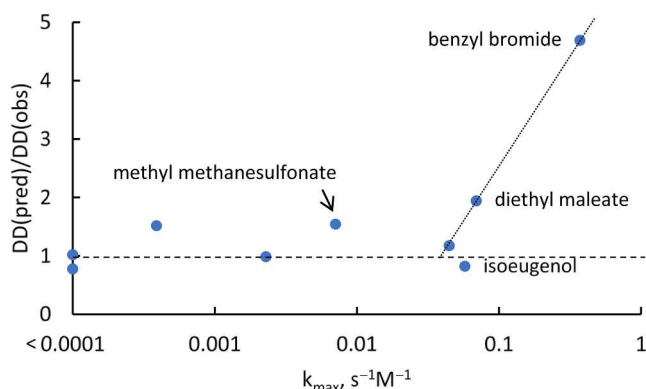 5
benzyl bromide
4
DD(pred)/DD(obs)
3
methyl methanesulfonate
2
diethyl maleate
1
isoeugenol
0
< 0.0001 0.001 0.01 0.1 1
kmax, s⁻¹M⁻¹